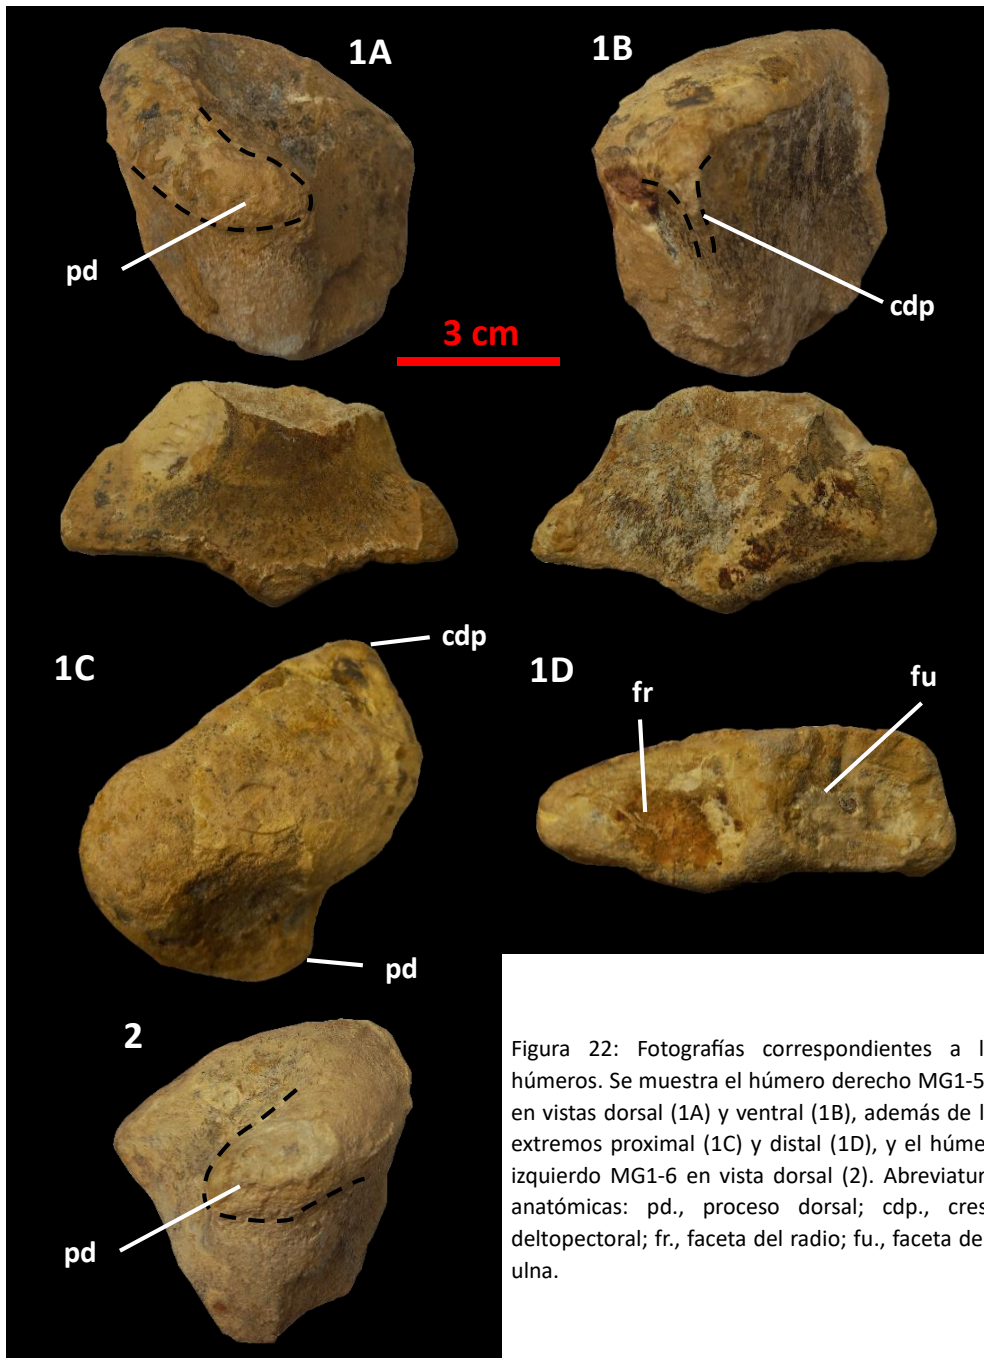 1A
1B
pd
cdp
3 cm
cdp
1C
1D
fr
fu
pd
2
pd
Figura 22: Fotografías correspondientes a l
húmeros. Se muestra el húmero derecho MG1-5
en vistas dorsal (1A) y ventral (1B), además de l
extremos proximal (1C) y distal (1D), y el húme
izquierdo MG1-6 en vista dorsal (2). Abreviatur
anatómicas: pd., proceso dorsal; cdp., cres
deltopectoral; fr., faceta del radio; fu., faceta de
ulna.